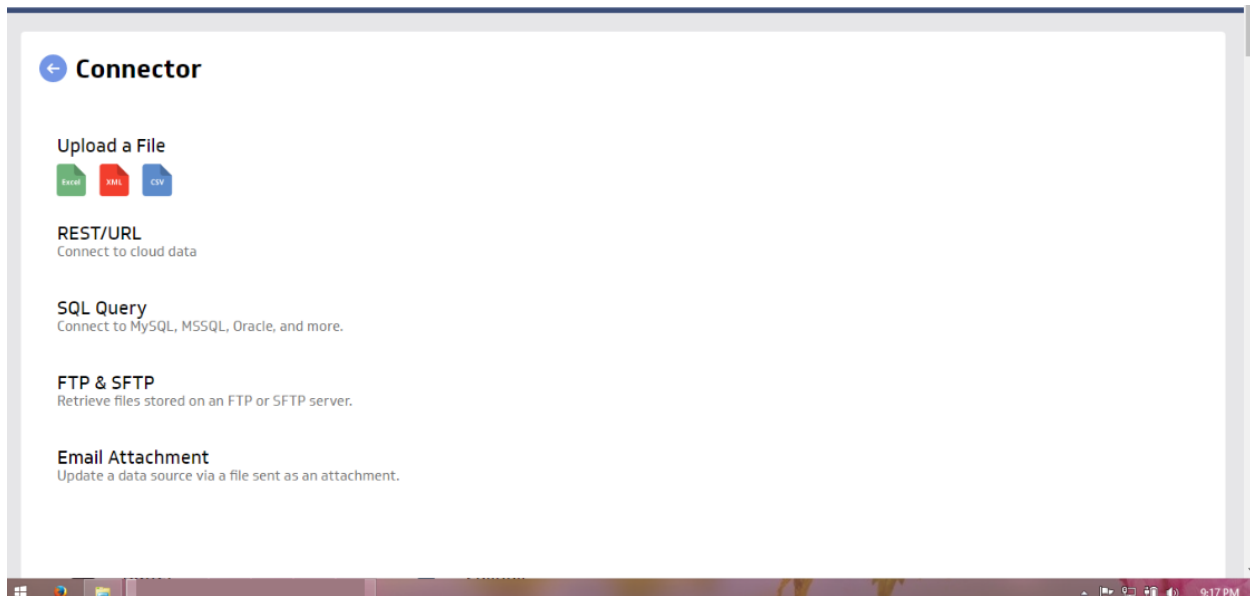 Connector
Upload a File
Excel XML CSV
REST/URL
Connect to cloud data
SQL Query
Connect to MySQL, MSSQL, Oracle, and more.
FTP & SFTP
Retrieve files stored on an FTP or SFTP server.
Email Attachment
Update a data source via a file sent as an attachment.
9:17 PM